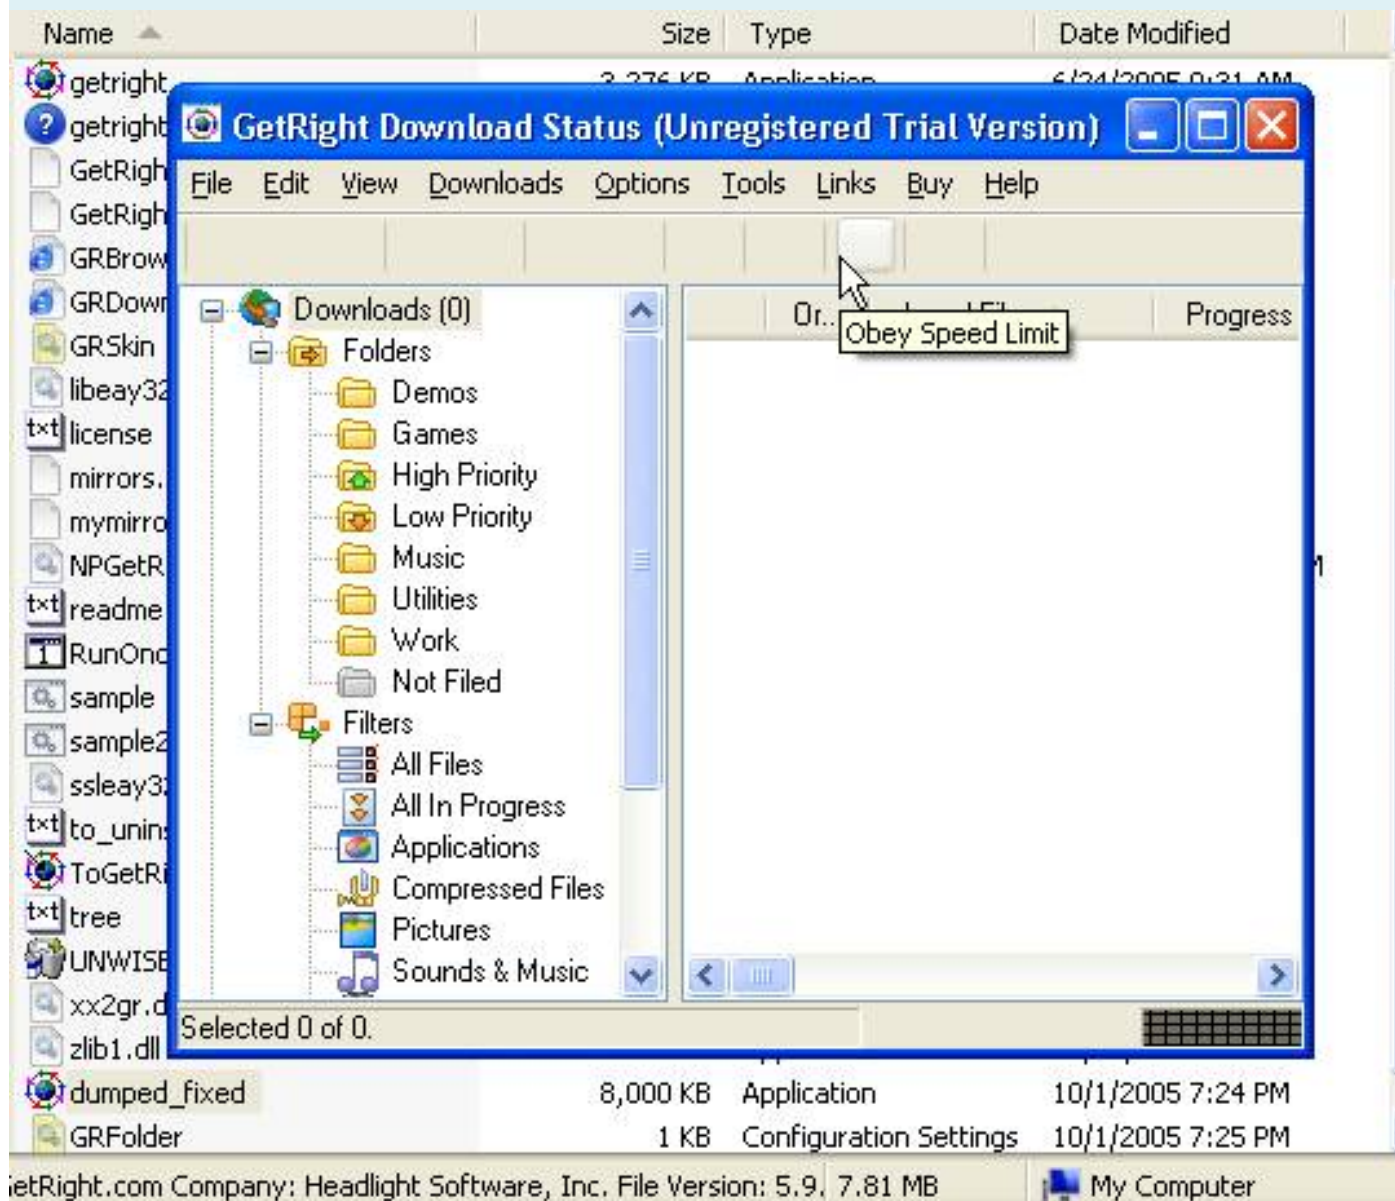 Name Size Type Date Modified
getright
GetRight Download Status (Unregistered Trial Version)
getright
File Edit View Downloads Options Tools Links Buy Help
GetRigh
GetRigh
GRBrow
GRDown
Downloads (0)
Or... Progress
Obey Speed Limit
GRSkin
Folders
libeay32
Demos
license
Games
mirrors.
High Priority
mymirro
Low Priority
NPGetR
Music
readme
Utilities
RunOnc
Work
sample
Not Filed
sample2
Filters
ssleay32
All Files
to_unins
All In Progress
ToGetRi
Applications
tree
Compressed Files
UNWISE
Pictures
xx2gr.d
Sounds & Music
zlib1.dll
Selected 0 of 0.
dumped_fixed 8,000 KB Application 10/1/2005 7:24 PM
GRFolder 1 KB Configuration Settings 10/1/2005 7:25 PM
etRight.com Company: Headlight Software, Inc. File Version: 5.9. 7.81 MB My Computer